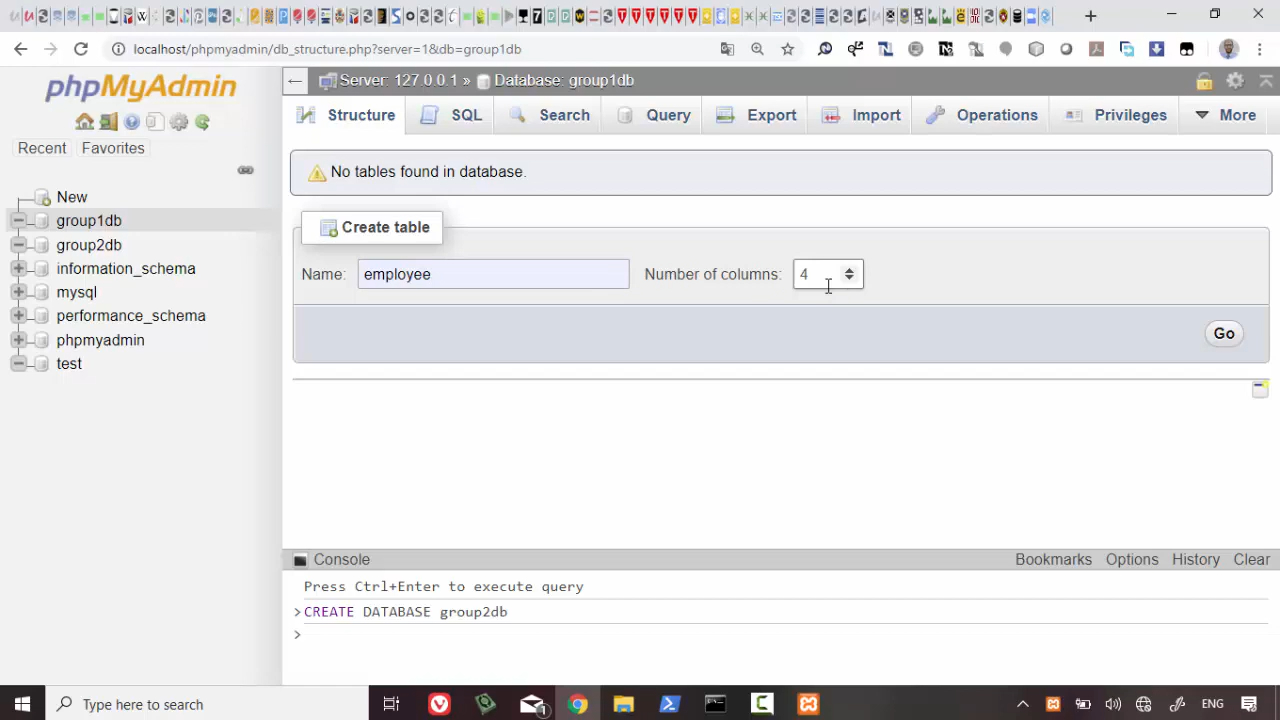 localhost/phpmyadmin/db_structure.php?server=1&db=group1db
phpMyAdmin
Recent Favorites
New
group1db
group2db
information_schema
mysql
performance_schema
phpmyadmin
test
Server: 127.0.0.1 » Database: group1db
Structure SQL Search Query Export Import Operations Privileges More
No tables found in database.
Create table
Name: employee Number of columns: 4
Go
Console Bookmarks Options History Clear
Press Ctrl+Enter to execute query
>CREATE DATABASE group2db
>
Type here to search
ENG